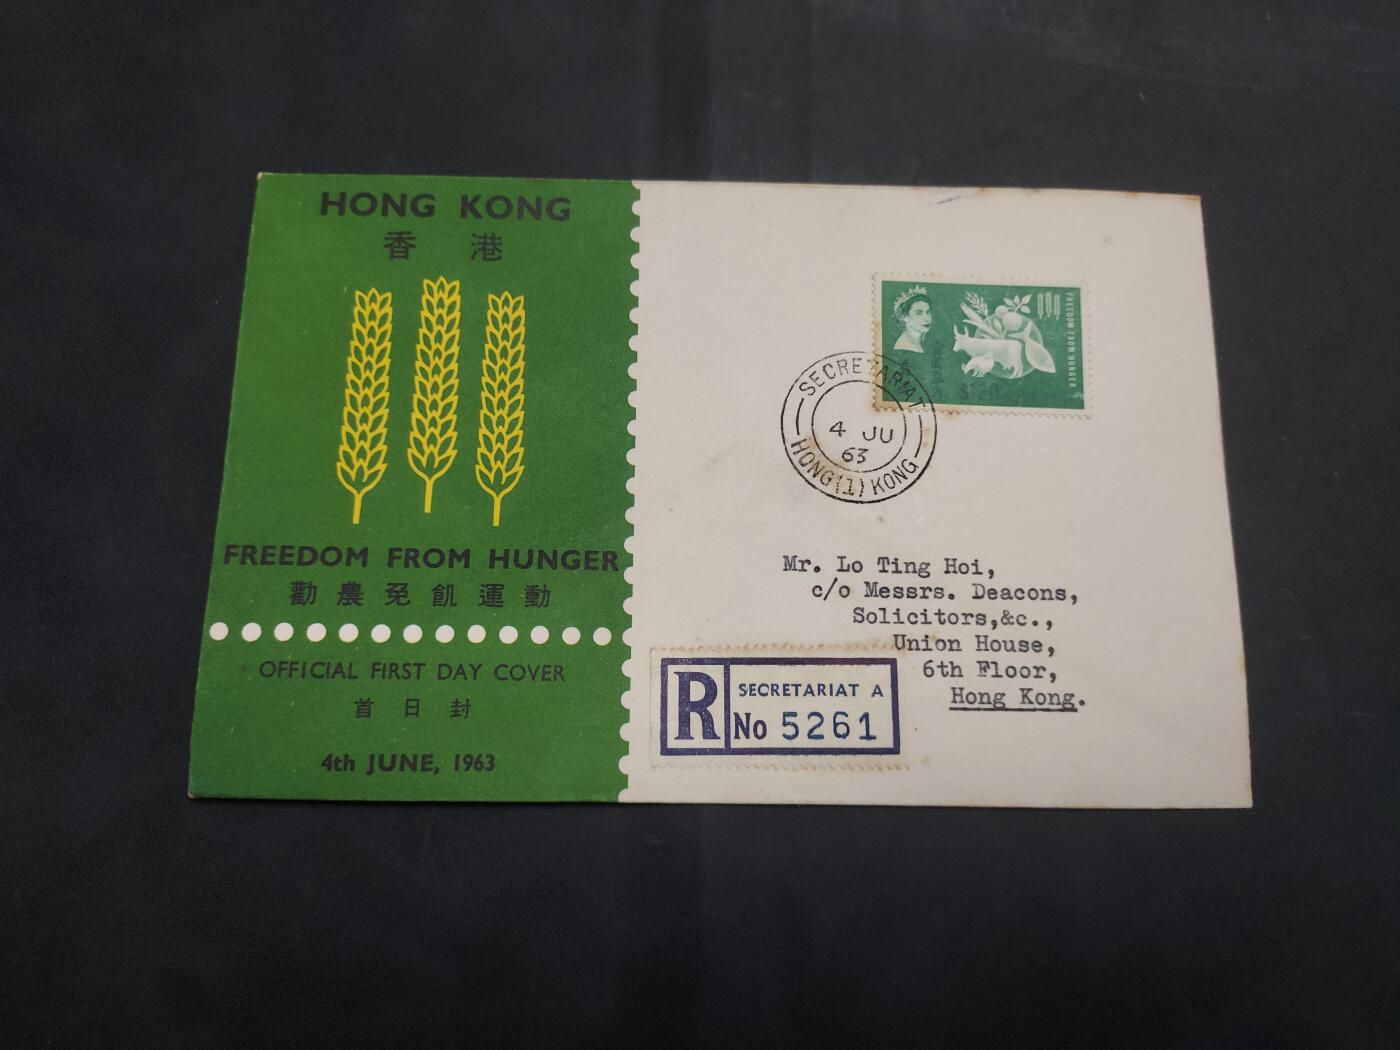 HONG KONG
香港
FREEDOM FROM HUNGER
勸農免飢運動
OFFICIAL FIRST DAY COVER
首日封
4th JUNE, 1963
FREEDOM FROM HUNGER
SECRETARIAT
4 JU
63
HONG (1) KONG
Mr. Lo Ting Hoi,
c/o Messrs. Deacons,
Solicitors,&c.,
Union House,
6th Floor,
Hong Kong.
R SECRETARIAT A
No 5261